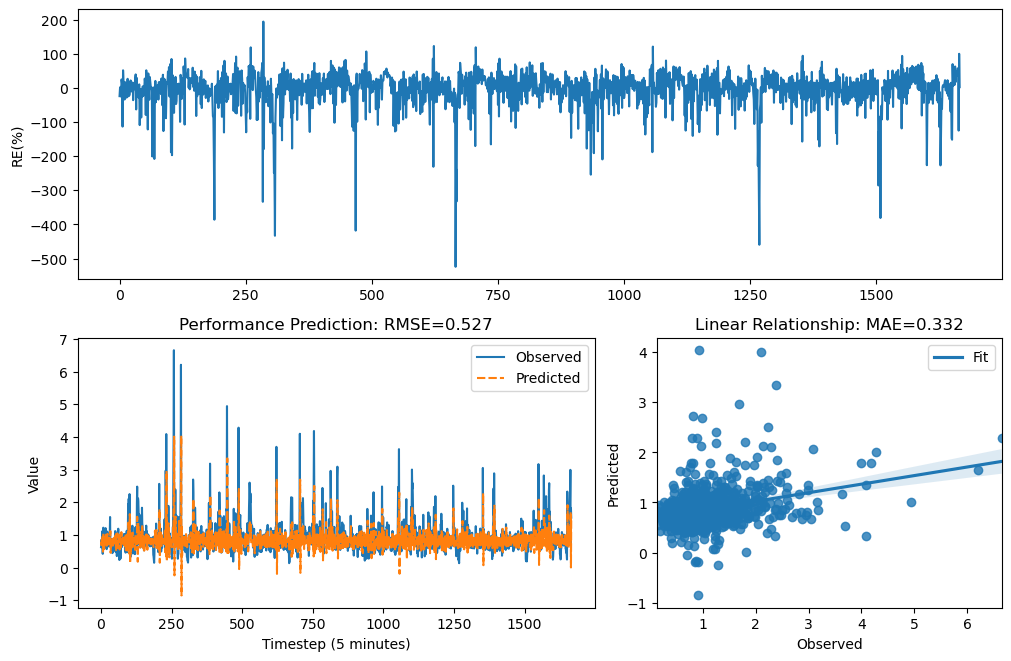 200
100
0
−100
−200
−300
−400
−500
RE(%)
0 250 500 750 1000 1250 1500
Performance Prediction: RMSE=0.527
7
6
5
4
3
2
1
0
−1
Value
Observed
Predicted
0 250 500 750 1000 1250 1500
Timestep (5 minutes)
Linear Relationship: MAE=0.332
4
3
2
1
0
−1
Predicted
Fit
1 2 3 4 5 6
Observed